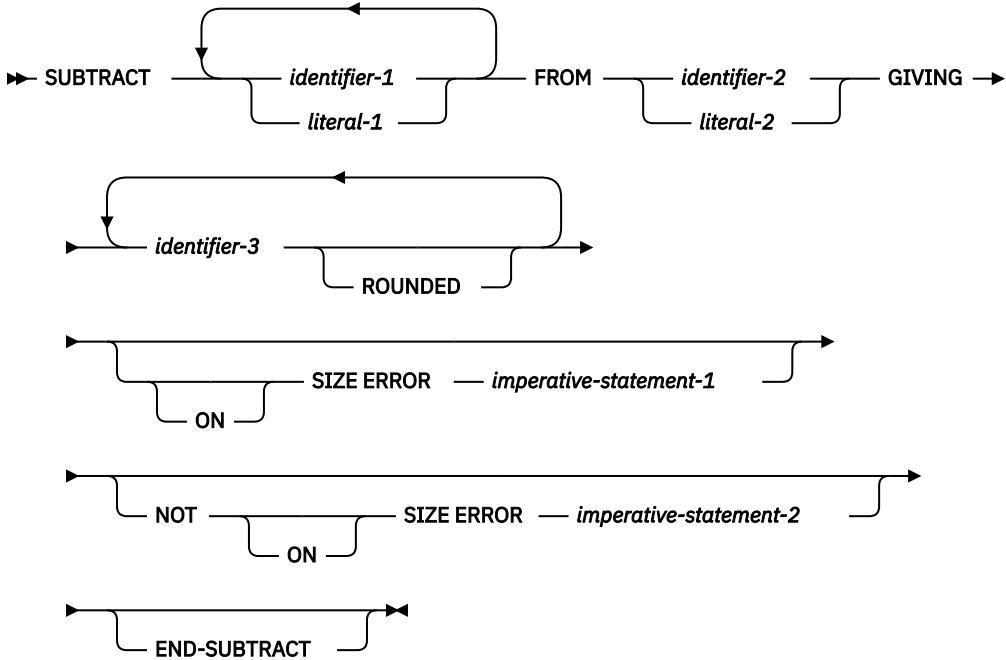 SUBTRACT identifier-1 FROM identifier-2 GIVING
literal-1 literal-2
identifier-3
ROUNDED
SIZE ERROR imperative-statement-1
ON
NOT SIZE ERROR imperative-statement-2
ON
END-SUBTRACT